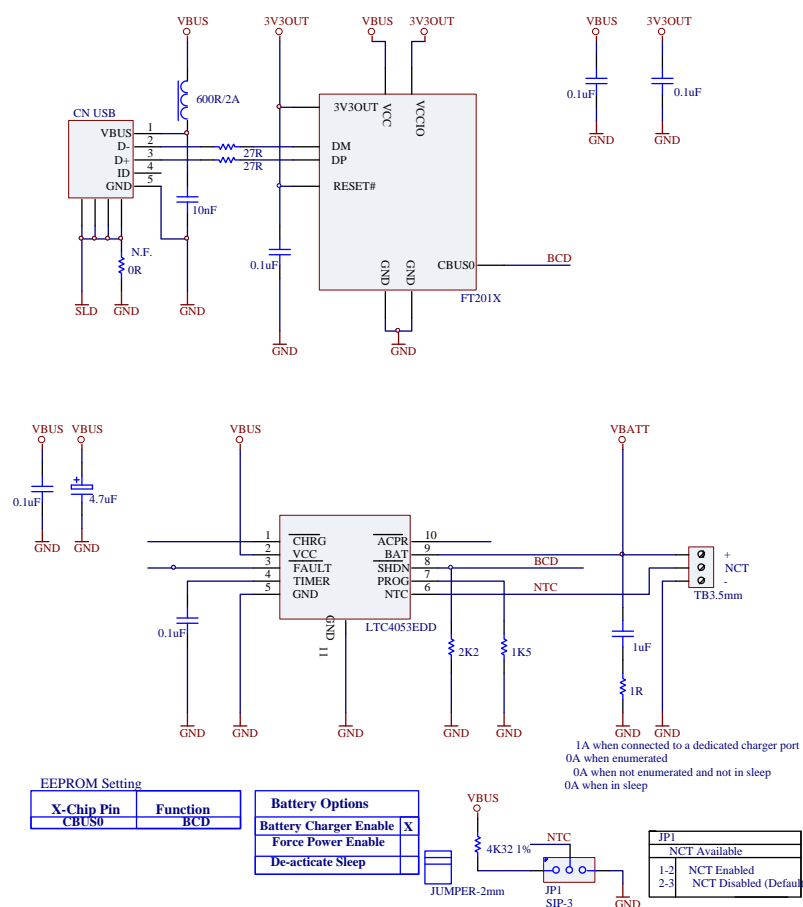 VBUS 3V3OUT VBUS 3V3OUT VBUS 3V3OUT
600R/2A
0.1uF 0.1uF
CN USB
3V3OUT
VCC
VCCIO
VBUS 1
D- 2
DM
D+ 3
27R
DP
27R
ID 4
GND 5
RESET#
GND GND
10nF
N.F.
0R
0.1uF
GND
GND
CBUS0
BCD
FT201X
SLD GND GND
GND GND
VBUS VBUS VBUS VBATT
0.1uF 4.7uF
GND GND
1 CHRG ACPR 10
2 VCC BAT 9
3 FAULT SHDN 8 BCD
4 TIMER PROG 7
5 GND NTC 6 NTC
+
NCT
-
TB3.5mm
GND
11
LTC4053EDD
0.1uF
2K2 1K5
1uF
1R
GND GND GND GND GND GND GND
1A when connected to a dedicated charger port
0A when enumerated
0A when not enumerated and not in sleep
0A when in sleep
EEPROM Setting
X-Chip Pin Function
CBUS0 BCD
Battery Options
Battery Charger Enable X
Force Power Enable
De-acticate Sleep
JUMPER-2mm
VBUS
4K32 1%
NTC
JP1
SIP-3
GND
JP1
NCT Available
1-2 NCT Enabled
2-3 NCT Disabled (Defaul